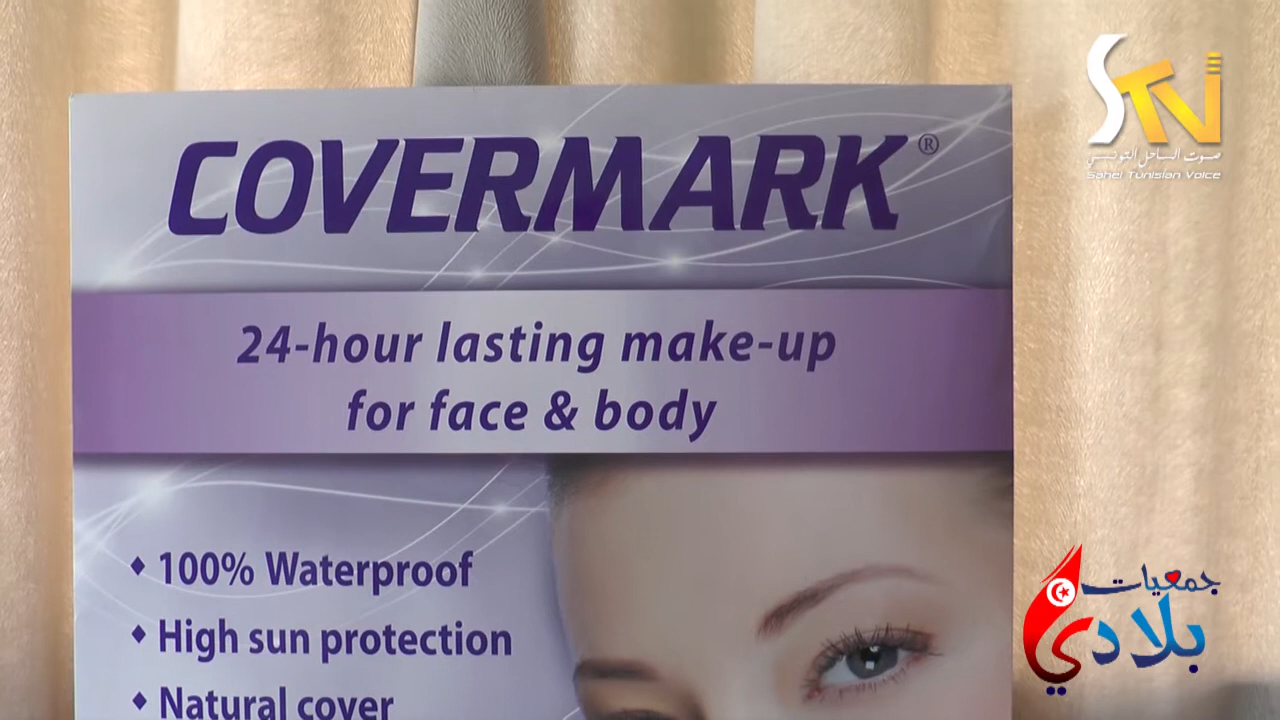 COVERMARK®
24-hour lasting make-up
for face & body
♦ 100% Waterproof
♦ High sun protection
♦ Natural cover
STV
صوت الساحل التونسي
Sahel Tunisian Voice
جمعيات
بلادي